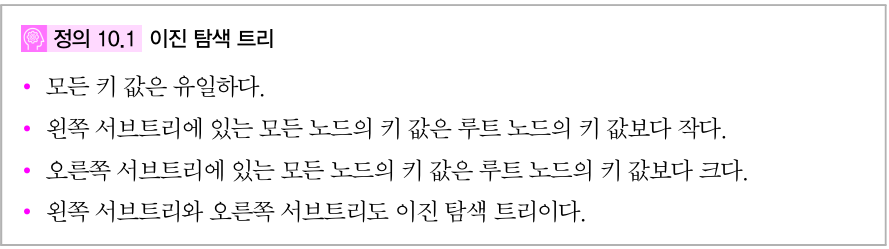 정의 10.1 이진 탐색 트리
• 모든 키 값은 유일하다.
• 왼쪽 서브트리에 있는 모든 노드의 키 값은 루트 노드의 키 값보다 작다.
• 오른쪽 서브트리에 있는 모든 노드의 키 값은 루트 노드의 키 값보다 크다.
• 왼쪽 서브트리와 오른쪽 서브트리도 이진 탐색 트리이다.